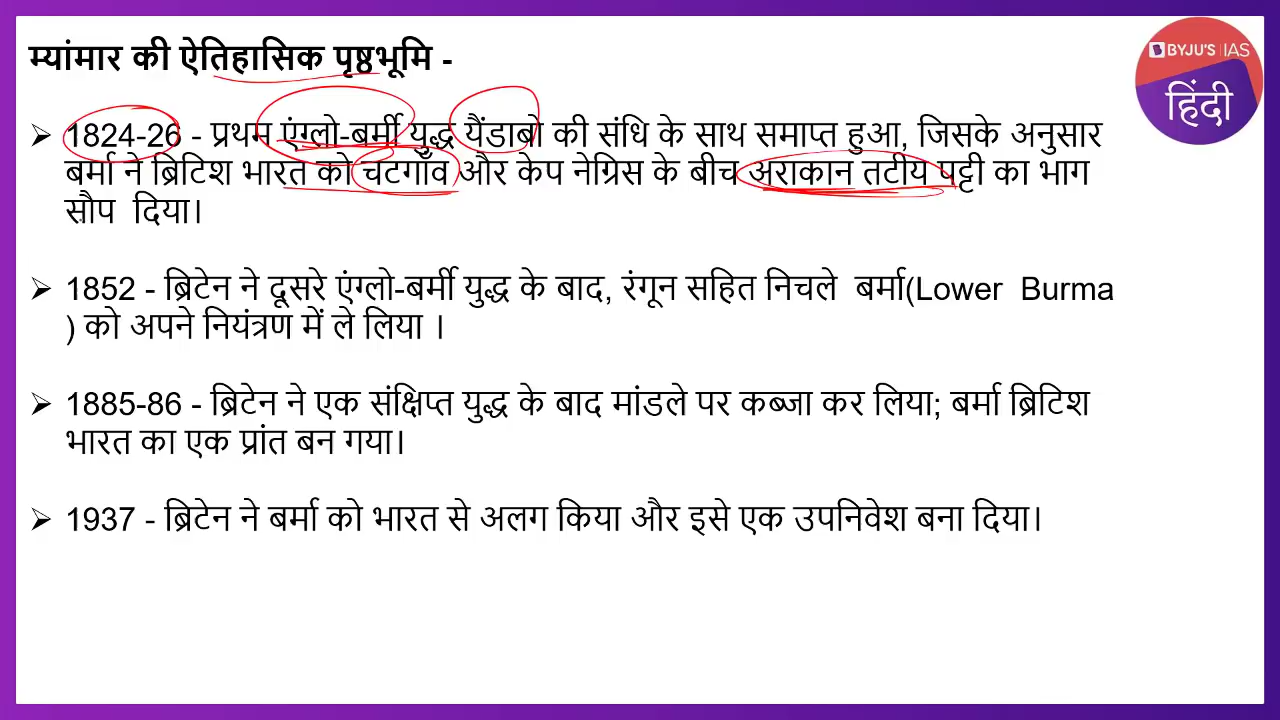 म्यांमार की ऐतिहासिक पृष्ठभूमि -
BYJU'S IAS
हिंदी
➢ 1824-26 - प्रथम एंग्लो-बर्मी युद्ध यैंडाबो की संधि के साथ समाप्त हुआ, जिसके अनुसार
बर्मा ने ब्रिटिश भारत को चटगाँव और केप नेग्रिस के बीच अराकान तटीय पट्टी का भाग
सौप दिया।
➢ 1852 - ब्रिटेन ने दूसरे एंग्लो-बर्मी युद्ध के बाद, रंगून सहित निचले बर्मा(Lower Burma
) को अपने नियंत्रण में ले लिया ।
➢ 1885-86 - ब्रिटेन ने एक संक्षिप्त युद्ध के बाद मांडले पर कब्जा कर लिया; बर्मा ब्रिटिश
भारत का एक प्रांत बन गया।
➢ 1937 - ब्रिटेन ने बर्मा को भारत से अलग किया और इसे एक उपनिवेश बना दिया।